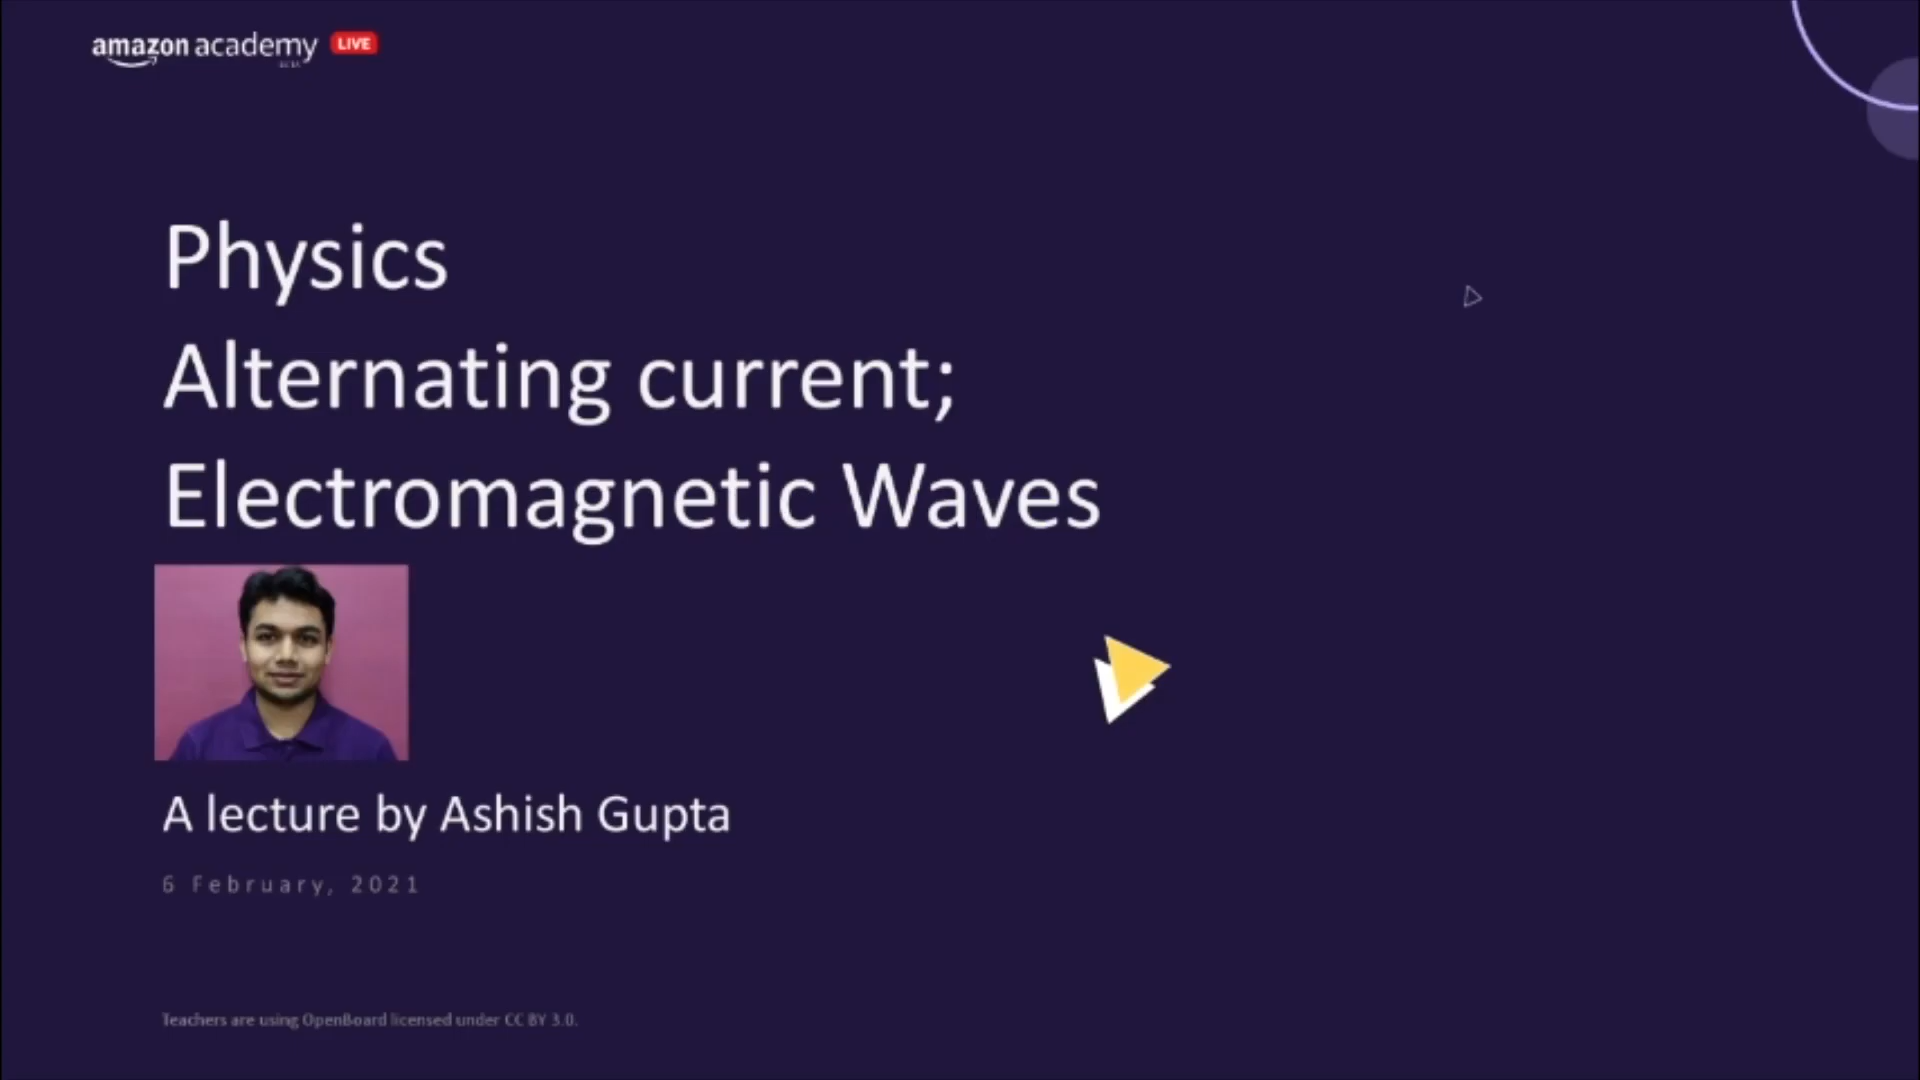 amazon academy LIVE
BETA
Physics
Alternating current;
Electromagnetic Waves
A lecture by Ashish Gupta
6 February, 2021
Teachers are using OpenBoard licensed under CC BY 3.0.